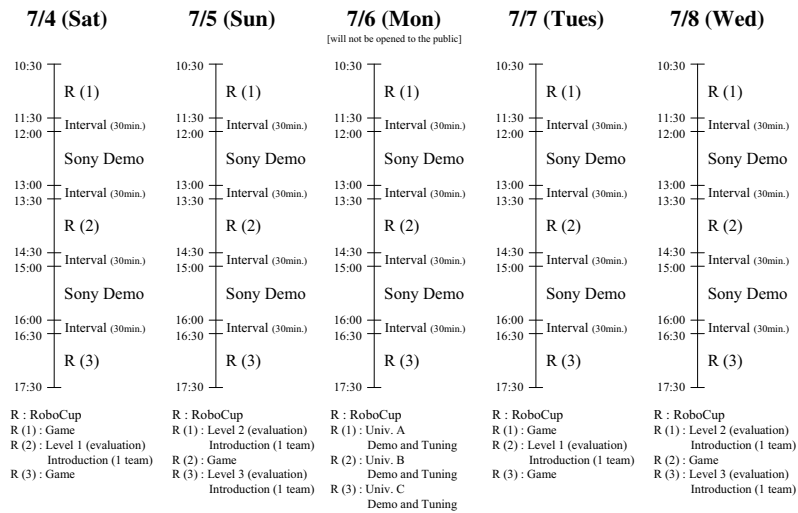 7/4 (Sat)
10:30
R (1)
11:30
Interval (30min.)
12:00
Sony Demo
13:00
Interval (30min.)
13:30
R (2)
14:30
Interval (30min.)
15:00
Sony Demo
16:00
Interval (30min.)
16:30
R (3)
17:30
R : RoboCup
R (1) : Game
R (2) : Level 1 (evaluation)
Introduction (1 team)
R (3) : Game
7/5 (Sun)
10:30
R (1)
11:30
Interval (30min.)
12:00
Sony Demo
13:00
Interval (30min.)
13:30
R (2)
14:30
Interval (30min.)
15:00
Sony Demo
16:00
Interval (30min.)
16:30
R (3)
17:30
R : RoboCup
R (1) : Level 2 (evaluation)
Introduction (1 team)
R (2) : Game
R (3) : Level 3 (evaluation)
Introduction (1 team)
7/6 (Mon)
[will not be opened to the public]
10:30
R (1)
11:30
Interval (30min.)
12:00
Sony Demo
13:00
Interval (30min.)
13:30
R (2)
14:30
Interval (30min.)
15:00
Sony Demo
16:00
Interval (30min.)
16:30
R (3)
17:30
R : RoboCup
R (1) : Univ. A
Demo and Tuning
R (2) : Univ. B
Demo and Tuning
R (3) : Univ. C
Demo and Tuning
7/7 (Tues)
10:30
R (1)
11:30
Interval (30min.)
12:00
Sony Demo
13:00
Interval (30min.)
13:30
R (2)
14:30
Interval (30min.)
15:00
Sony Demo
16:00
Interval (30min.)
16:30
R (3)
17:30
R : RoboCup
R (1) : Game
R (2) : Level 1 (evaluation)
Introduction (1 team)
R (3) : Game
7/8 (Wed)
10:30
R (1)
11:30
Interval (30min.)
12:00
Sony Demo
13:00
Interval (30min.)
13:30
R (2)
14:30
Interval (30min.)
15:00
Sony Demo
16:00
Interval (30min.)
16:30
R (3)
17:30
R : RoboCup
R (1) : Level 2 (evaluation)
Introduction (1 team)
R (2) : Game
R (3) : Level 3 (evaluation)
Introduction (1 team)